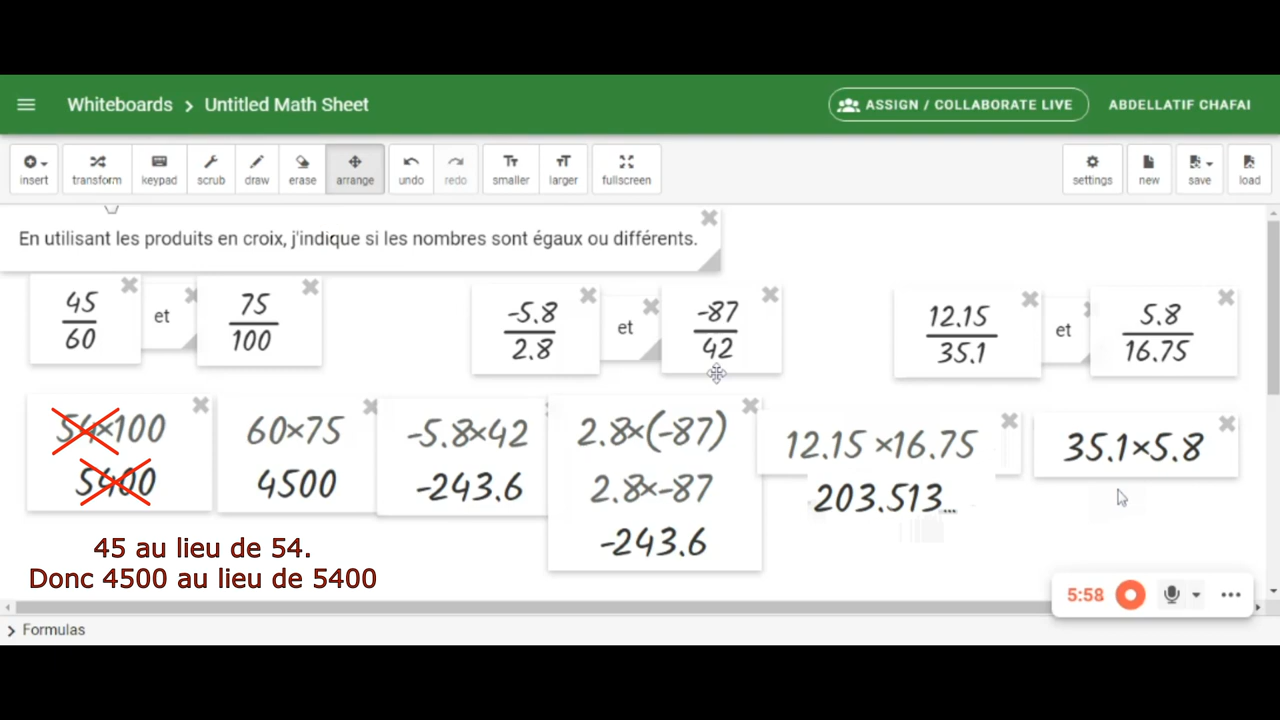 Whiteboards > Untitled Math Sheet
ASSIGN / COLLABORATE LIVE
ABDELLATIF CHAFAI
insert
transform
keypad
scrub
draw
erase
arrange
undo
redo
smaller
larger
fullscreen
settings
new
save
load
En utilisant les produits en croix, j'indique si les nombres sont égaux ou différents.
45/60 et 75/100
-5.8/2.8 et -87/42
12.15/35.1 et 5.8/16.75
54×100
5400
60×75
4500
-5.8×42
-243.6
2.8×(-87)
2.8×-87
-243.6
12.15×16.75
203.513...
35.1×5.8
45 au lieu de 54.
Donc 4500 au lieu de 5400
5:58
Formulas